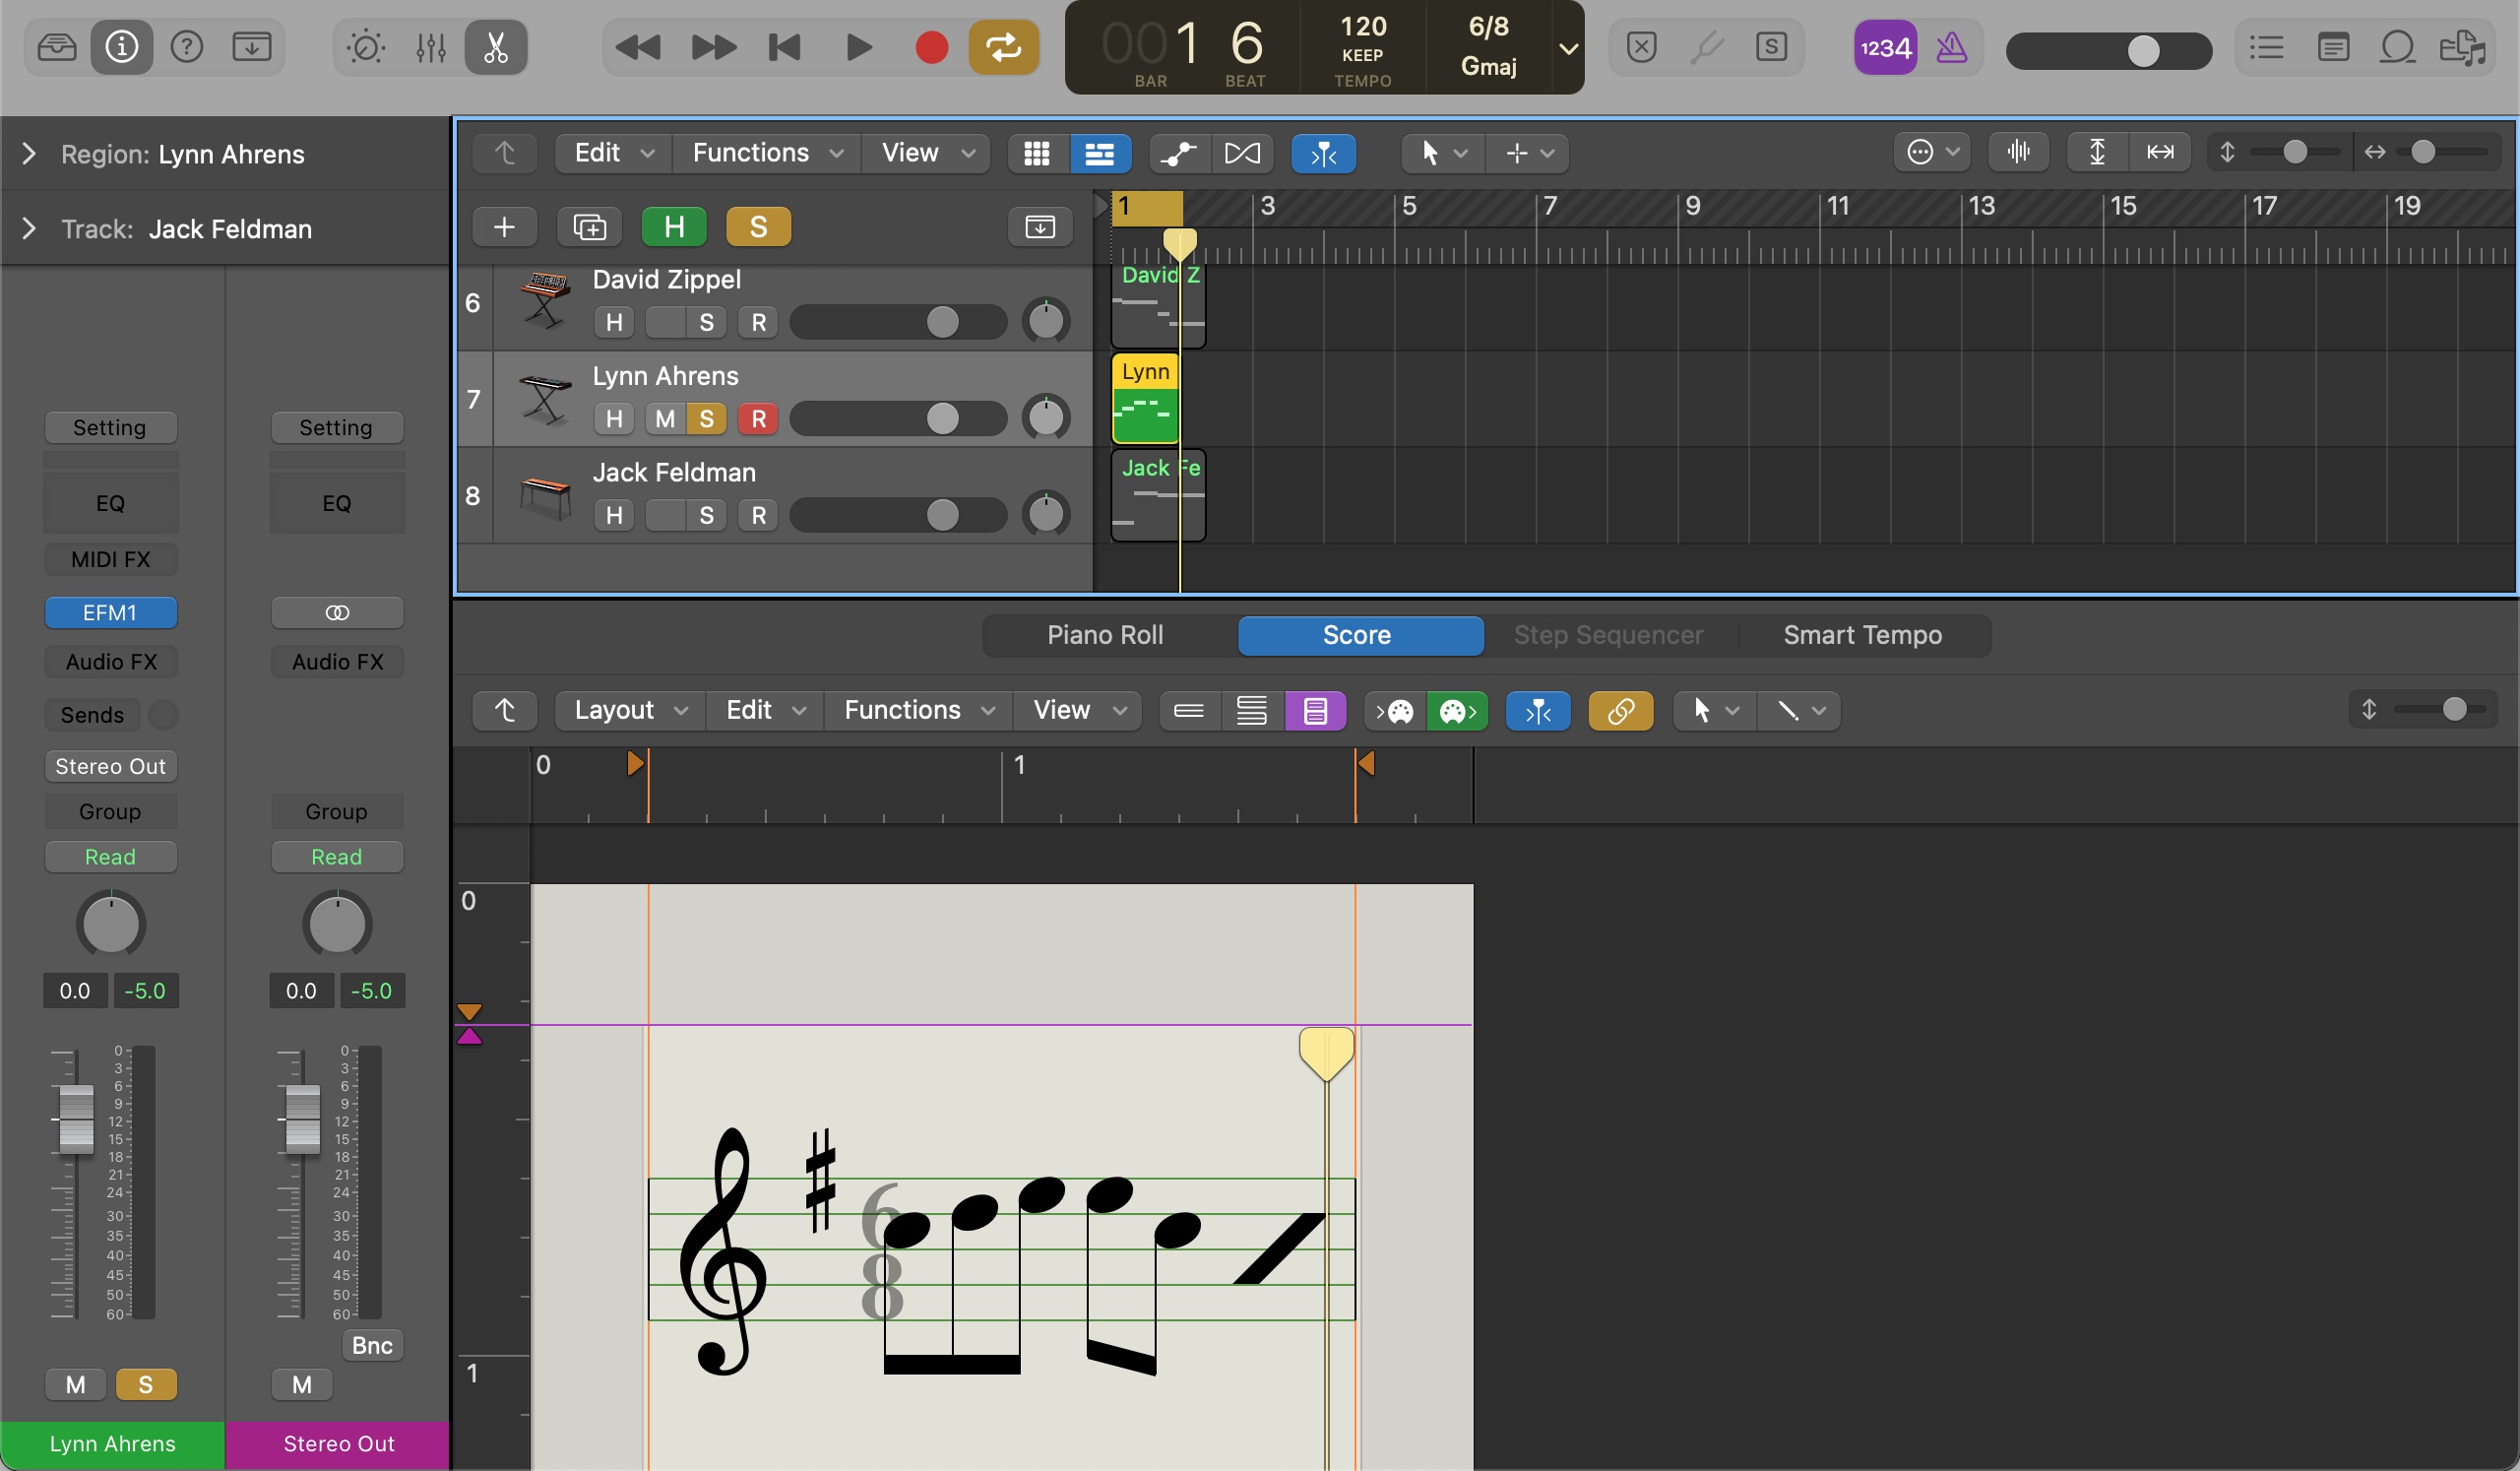 001 6
BAR BEAT
120
KEEP
TEMPO
6/8
Gmaj
S
1234
Region: Lynn Ahrens
Track: Jack Feldman
Edit Functions View
H S
1 3 5 7 9 11 13 15 17 19
6 David Zippel
H S R
David Z
7 Lynn Ahrens
H M S R
Lynn
8 Jack Feldman
H S R
Jack Fe
Setting Setting
EQ EQ
MIDI FX
EFM1
Audio FX Audio FX
Sends
Stereo Out
Group Group
Read Read
0.0 -5.0 0.0 -5.0
0 0
3 3
6 6
9 9
12 12
15 15
18 18
21 21
24 24
30 30
35 35
40 40
45 45
50 50
60 60
Bnc
M S M
Lynn Ahrens Stereo Out
Piano Roll Score Step Sequencer Smart Tempo
Layout Edit Functions View
0 1
0
6
8
8
1